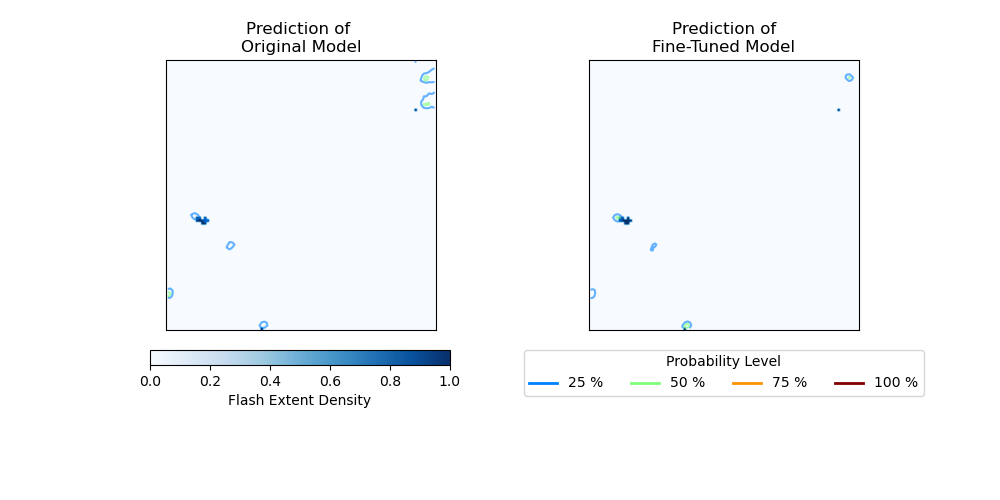 Prediction of
Original Model
Prediction of
Fine-Tuned Model
0.0 0.2 0.4 0.6 0.8 1.0
Flash Extent Density
Probability Level
25 % 50 % 75 % 100 %